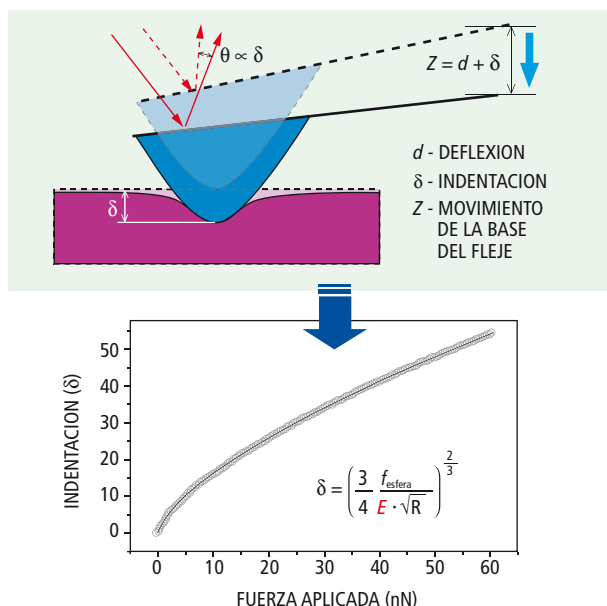 θ ∝ δ
Z = d + δ
d - DEFLEXION
δ - INDENTACION
Z - MOVIMIENTO
DE LA BASE
DEL FLEJE
δ
INDENTACION (δ)
50
40
30
20
10
0
δ = (3/4 f_esfera/(E · √R))^(2/3)
0 10 20 30 40 50 60
FUERZA APLICADA (nN)